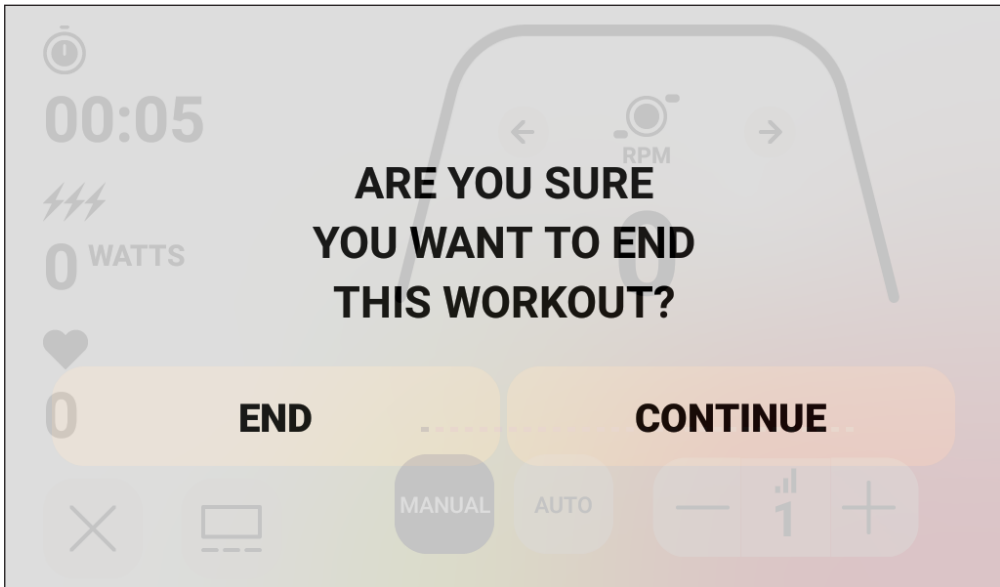 00:05
RPM
0
0 WATTS
ARE YOU SURE
YOU WANT TO END
THIS WORKOUT?
0
END
CONTINUE
MANUAL
AUTO
1